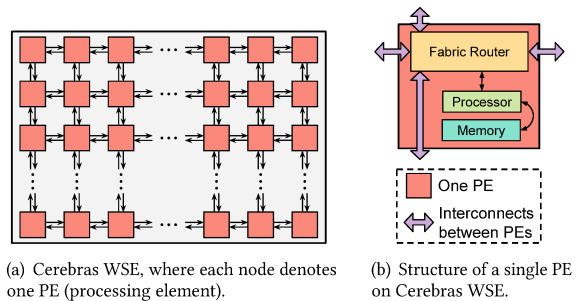 Fabric Router
Processor
Memory
One PE
Interconnects
between PEs
(a) Cerebras WSE, where each node denotes
one PE (processing element).
(b) Structure of a single PE
on Cerebras WSE.